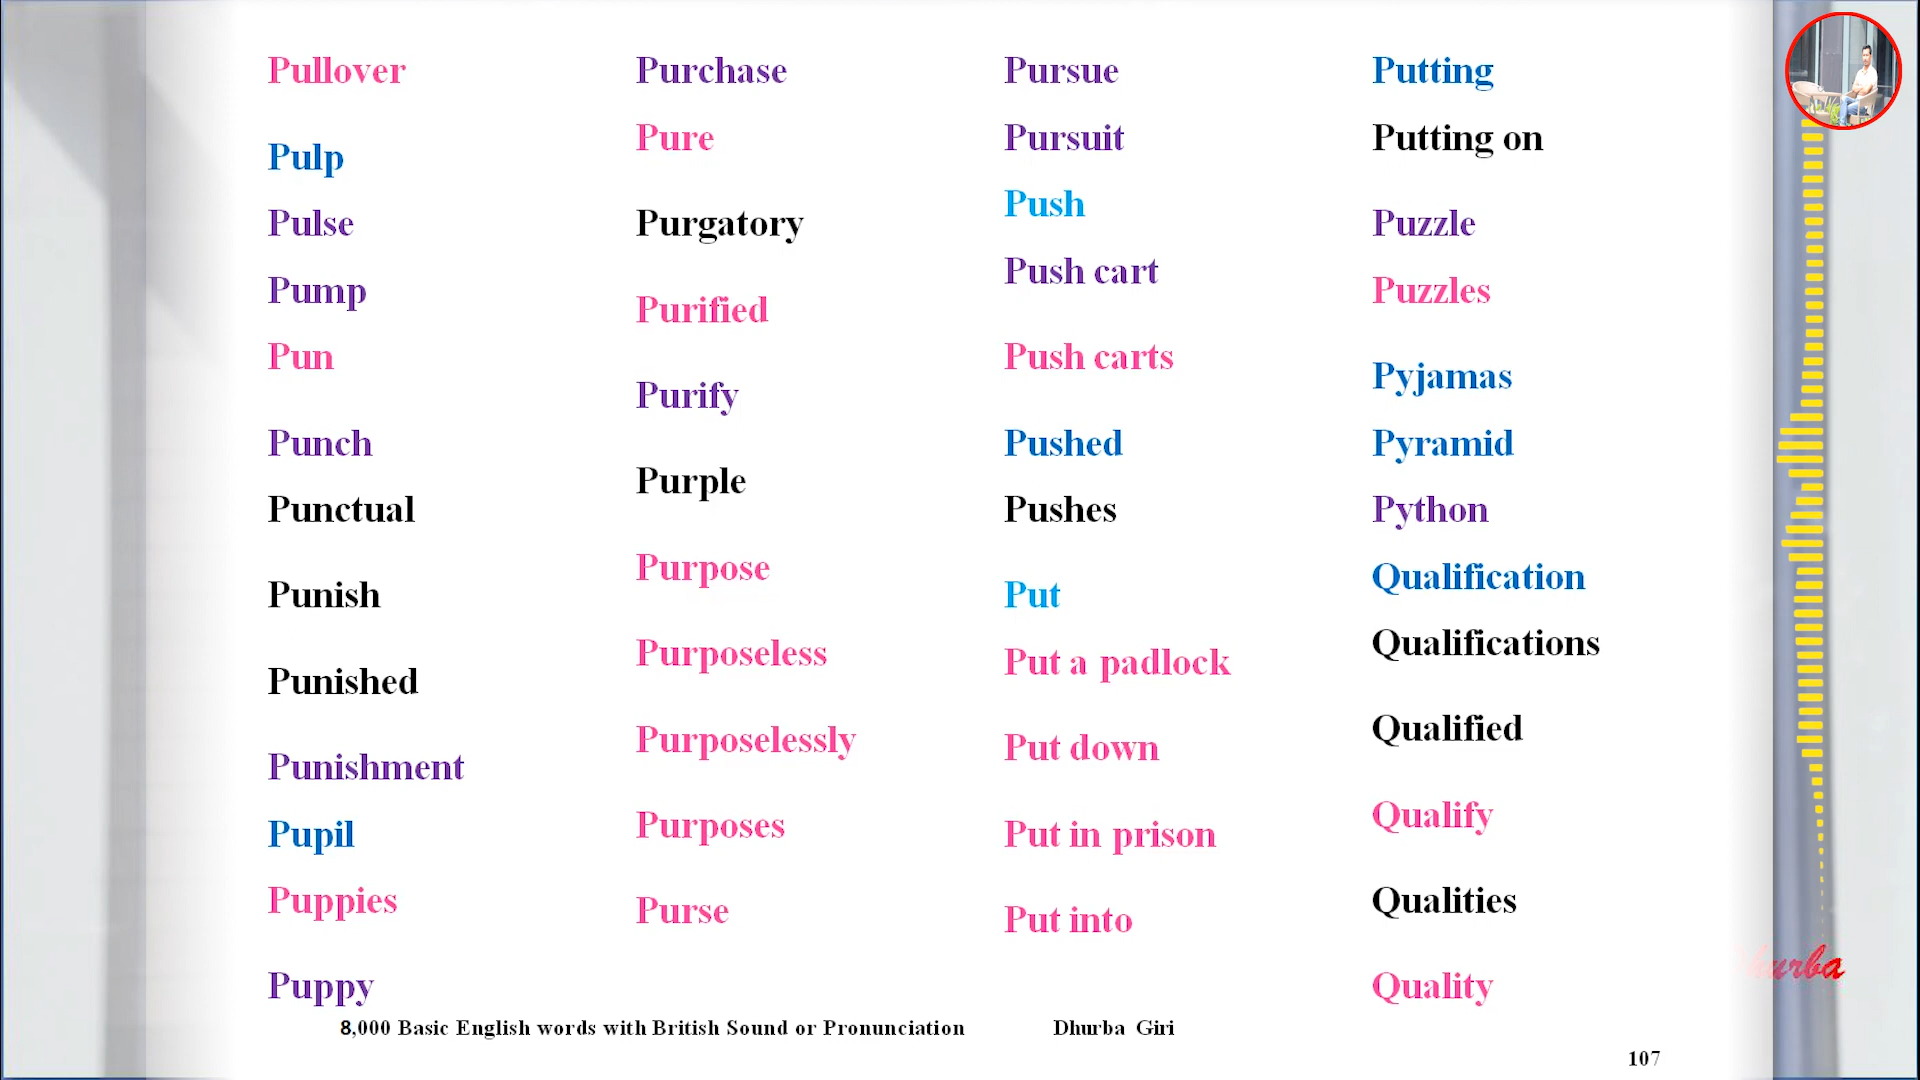 Pullover
Pulp
Pulse
Pump
Pun
Punch
Punctual
Punish
Punished
Punishment
Pupil
Puppies
Puppy
Purchase
Pure
Purgatory
Purified
Purify
Purple
Purpose
Purposeless
Purposelessly
Purposes
Purse
Pursue
Pursuit
Push
Push cart
Push carts
Pushed
Pushes
Put
Put a padlock
Put down
Put in prison
Put into
Putting
Putting on
Puzzle
Puzzles
Pyjamas
Pyramid
Python
Qualification
Qualifications
Qualified
Qualify
Qualities
Quality
8,000 Basic English words with British Sound or Pronunciation Dhurba Giri
107